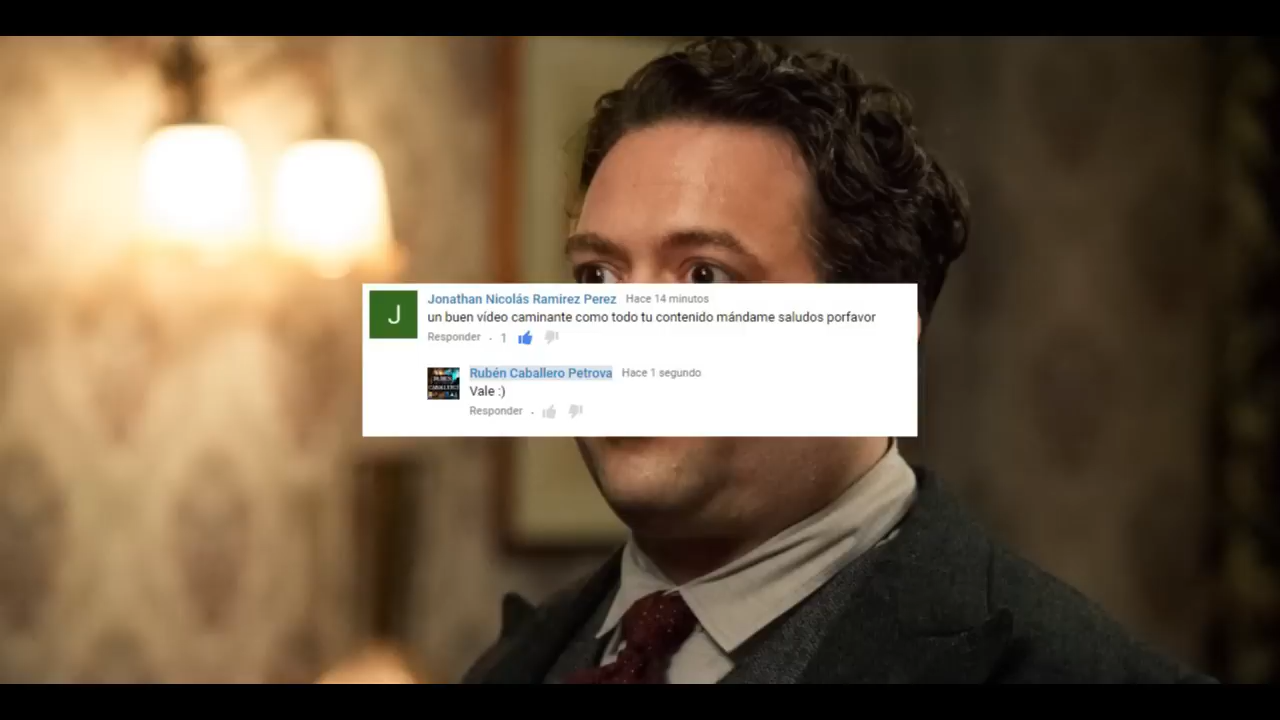 J
Jonathan Nicolás Ramirez Perez Hace 14 minutos
un buen vídeo caminante como todo tu contenido mándame saludos porfavor
Responder . 1
Rubén Caballero Petrova Hace 1 segundo
Vale :)
Responder .